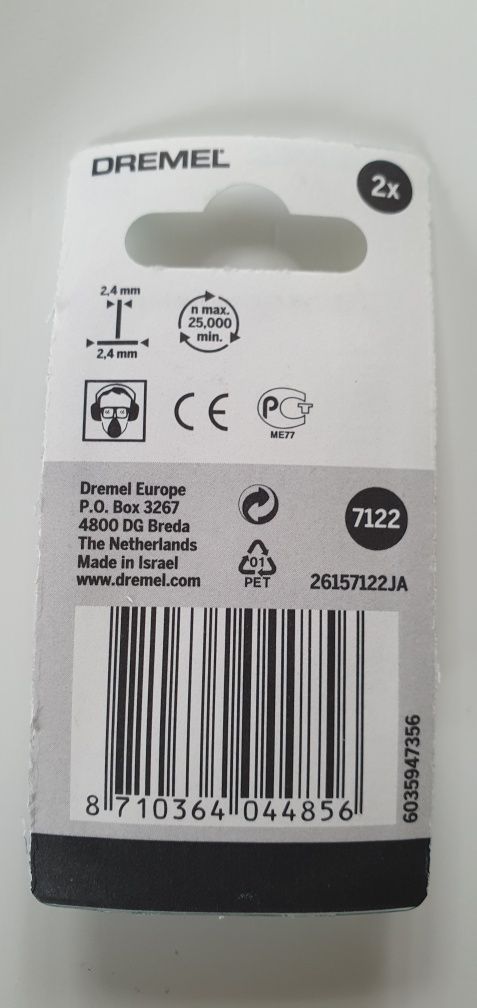 DREMEL
2x
2,4 mm
2,4 mm
n max.
25,000
min.
CE
PCT
ME77
Dremel Europe
P.O. Box 3267
4800 DG Breda
The Netherlands
Made in Israel
www.dremel.com
01
PET
7122
26157122JA
8 710364 044856
6035947356